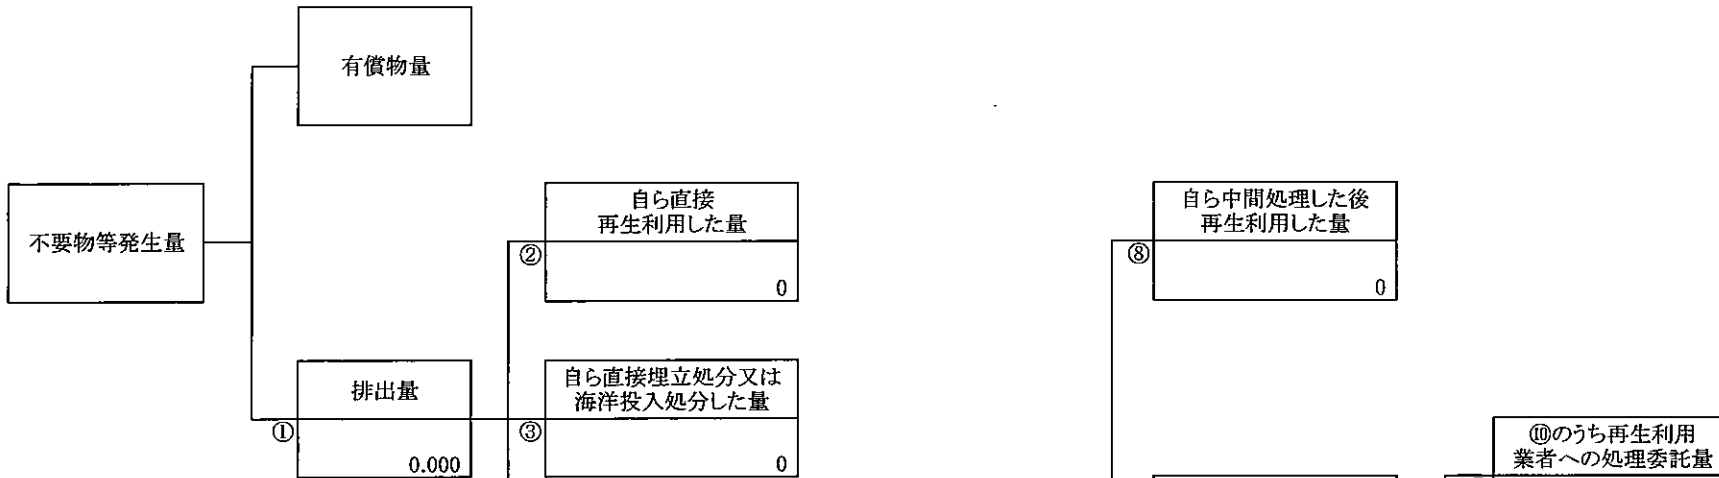 有償物量
不要物等発生量
自ら直接
再生利用した量
②
0
自ら中間処理した後
再生利用した量
⑧
0
排出量
①
0.000
自ら直接埋立処分又は
海洋投入処分した量
③
0
⑩のうち再生利用
業者への処理委託量